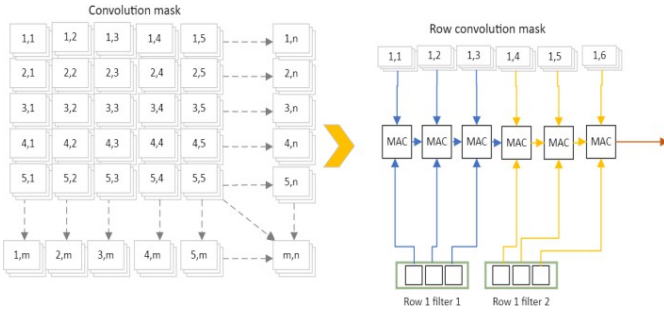 Convolution mask
1,1 1,2 1,3 1,4 1,5 1,n
2,1 2,2 2,3 2,4 2,5 2,n
3,1 3,2 3,3 3,4 3,5 3,n
4,1 4,2 4,3 4,4 4,5 4,n
5,1 5,2 5,3 5,4 5,5 5,n
1,m 2,m 3,m 4,m 5,m m,n
Row convolution mask
1,1 1,2 1,3 1,4 1,5 1,6
MAC MAC MAC MAC MAC MAC
Row 1 filter 1 Row 1 filter 2